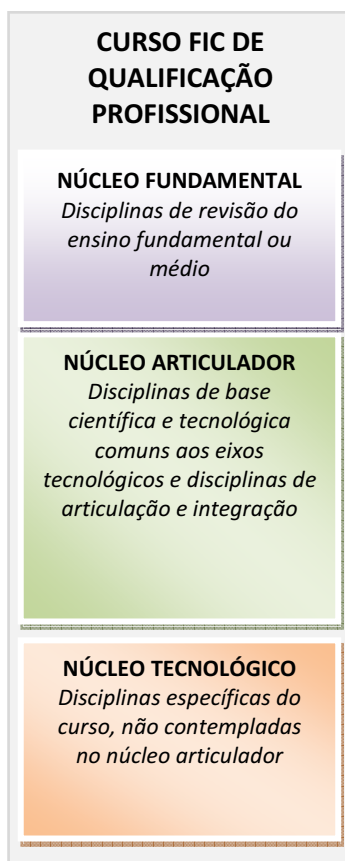 CURSO FIC DE
QUALIFICAÇÃO
PROFISSIONAL
NÚCLEO FUNDAMENTAL
Disciplinas de revisão do
ensino fundamental ou
médio
NÚCLEO ARTICULADOR
Disciplinas de base
científica e tecnológica
comuns aos eixos
tecnológicos e disciplinas de
articulação e integração
NÚCLEO TECNOLÓGICO
Disciplinas específicas do
curso, não contempladas
no núcleo articulador